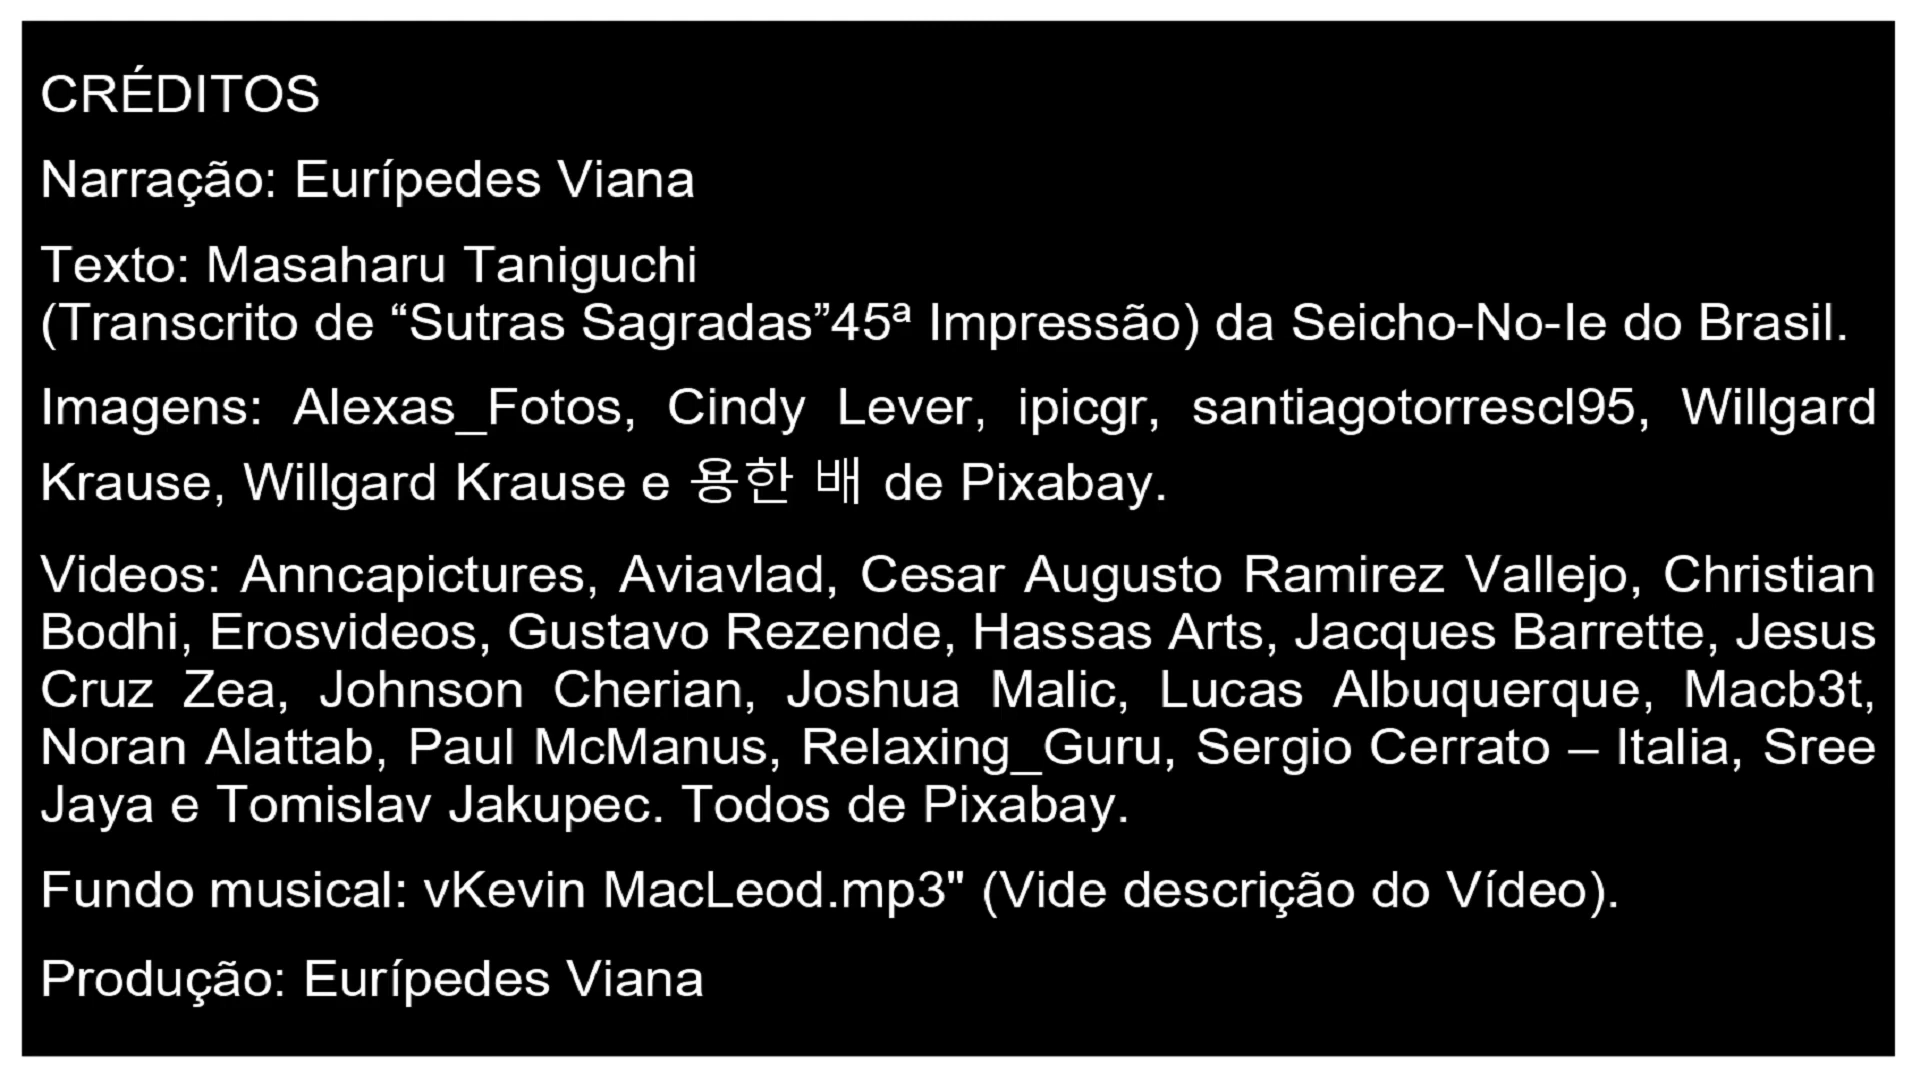 CRÉDITOS
Narração: Eurípedes Viana
Texto: Masaharu Taniguchi
(Transcrito de “Sutras Sagradas”45ª Impressão) da Seicho-No-Ie do Brasil.
Imagens: Alexas_Fotos, Cindy Lever, ipicgr, santiagotorrescl95, Willgard
Krause, Willgard Krause e 용한 배 de Pixabay.
Videos: Anncapictures, Aviavlad, Cesar Augusto Ramirez Vallejo, Christian
Bodhi, Erosvideos, Gustavo Rezende, Hassas Arts, Jacques Barrette, Jesus
Cruz Zea, Johnson Cherian, Joshua Malic, Lucas Albuquerque, Macb3t,
Noran Alattab, Paul McManus, Relaxing_Guru, Sergio Cerrato – Italia, Sree
Jaya e Tomislav Jakupec. Todos de Pixabay.
Fundo musical: vKevin MacLeod.mp3" (Vide descrição do Vídeo).
Produção: Eurípedes Viana